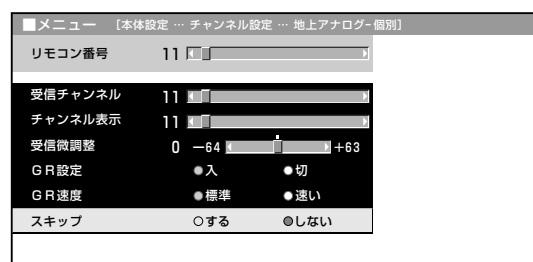 ■メニュー [本体設定 … チャンネル設定 … 地上アナログ-個別]
リモコン番号 11
受信チャンネル 11
チャンネル表示 11
受信微調整 0 −64 +63
GR設定 ●入 ●切
GR速度 ●標準 ●速い
スキップ ○する ◎しない